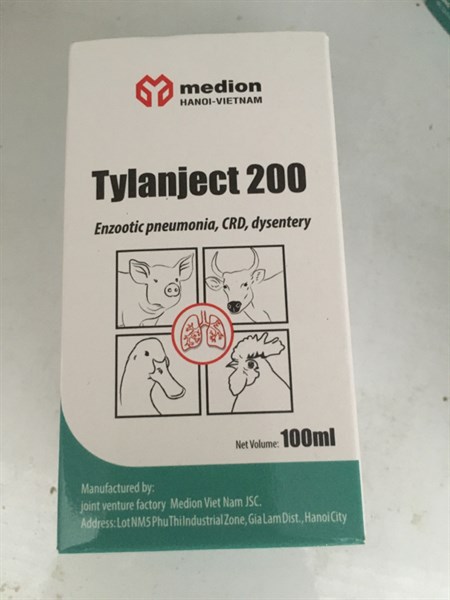 medion
HANOI-VIETNAM
Tylanject 200
Enzootic pneumonia, CRD, dysentery
Net Volume: 100ml
Manufactured by:
joint venture factory Medion Viet Nam JSC.
Address: Lot NM5 Phu Thi Industrial Zone, Gia Lam Dist., Hanoi City